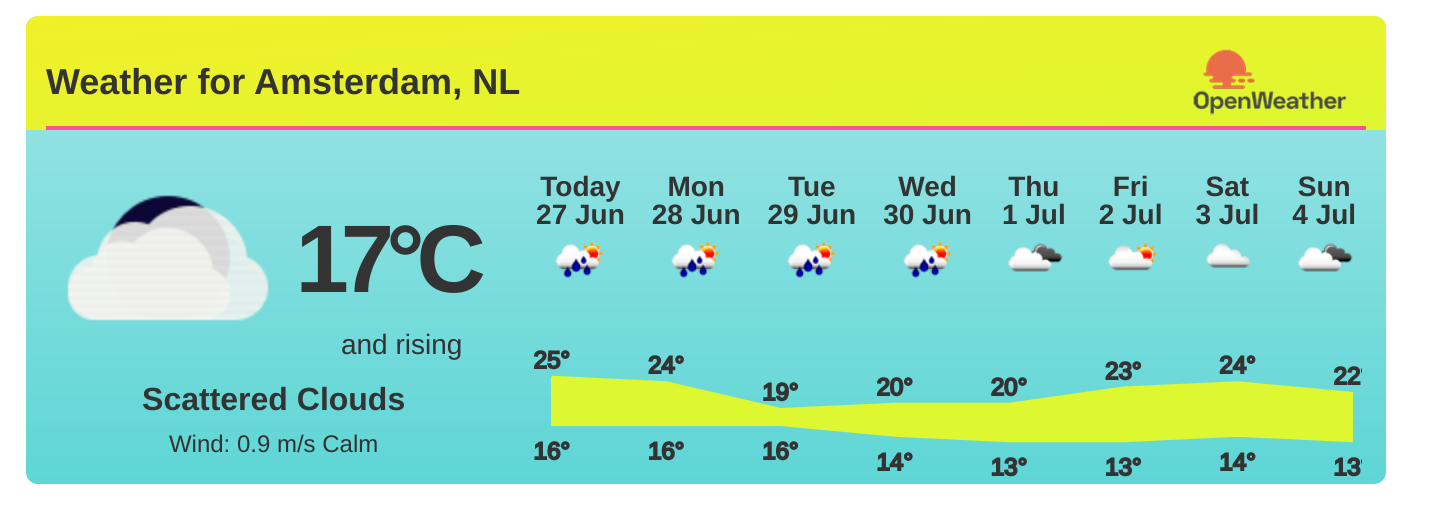 Weather for Amsterdam, NL
OpenWeather
17°C
and rising
Scattered Clouds
Wind: 0.9 m/s Calm
Today Mon Tue Wed Thu Fri Sat Sun
27 Jun 28 Jun 29 Jun 30 Jun 1 Jul 2 Jul 3 Jul 4 Jul
25° 24° 19° 20° 20° 23° 24° 22°
16° 16° 16° 14° 13° 13° 14° 13